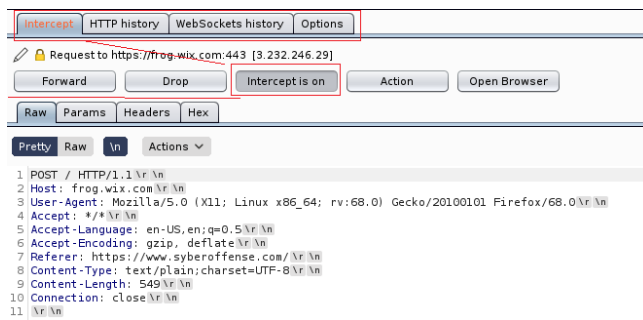 Intercept HTTP history WebSockets history Options
Request to https://frog.wix.com:443 [3.232.246.29]
Forward Drop Intercept is on Action Open Browser
Raw Params Headers Hex
Pretty Raw \n Actions
1 POST / HTTP/1.1 \r \n
2 Host: frog.wix.com \r \n
3 User-Agent: Mozilla/5.0 (X11; Linux x86_64; rv:68.0) Gecko/20100101 Firefox/68.0 \r \n
4 Accept: */* \r \n
5 Accept-Language: en-US,en;q=0.5 \r \n
6 Accept-Encoding: gzip, deflate \r \n
7 Referer: https://www.syberoffense.com/ \r \n
8 Content-Type: text/plain;charset=UTF-8 \r \n
9 Content-Length: 549 \r \n
10 Connection: close \r \n
11 \r \n